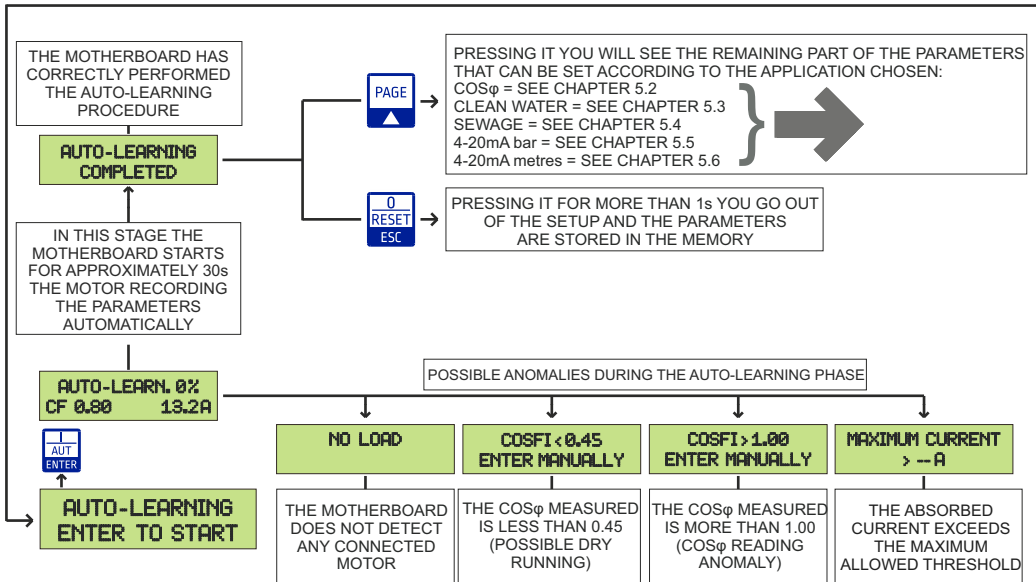 THE MOTHERBOARD HAS
CORRECTLY PERFORMED
THE AUTO-LEARNING
PROCEDURE
AUTO-LEARNING
COMPLETED
PAGE
PRESSING IT YOU WILL SEE THE REMAINING PART OF THE PARAMETERS
THAT CAN BE SET ACCORDING TO THE APPLICATION CHOSEN:
COSφ = SEE CHAPTER 5.2
CLEAN WATER = SEE CHAPTER 5.3
SEWAGE = SEE CHAPTER 5.4
4-20mA bar = SEE CHAPTER 5.5
4-20mA metres = SEE CHAPTER 5.6
0
RESET
ESC
PRESSING IT FOR MORE THAN 1s YOU GO OUT
OF THE SETUP AND THE PARAMETERS
ARE STORED IN THE MEMORY
IN THIS STAGE THE
MOTHERBOARD STARTS
FOR APPROXIMATELY 30s
THE MOTOR RECORDING
THE PARAMETERS
AUTOMATICALLY
AUTO-LEARN. 0%
CF 0.80 13.2A
POSSIBLE ANOMALIES DURING THE AUTO-LEARNING PHASE
I
AUT
ENTER
AUTO-LEARNING
ENTER TO START
NO LOAD
THE MOTHERBOARD
DOES NOT DETECT
ANY CONNECTED
MOTOR
COSFI<0.45
ENTER MANUALLY
THE COSφ MEASURED
IS LESS THAN 0.45
(POSSIBLE DRY
RUNNING)
COSFI>1.00
ENTER MANUALLY
THE COSφ MEASURED
IS MORE THAN 1.00
(COSφ READING
ANOMALY)
MAXIMUM CURRENT
> -- A
THE ABSORBED
CURRENT EXCEEDS
THE MAXIMUM
ALLOWED THRESHOLD